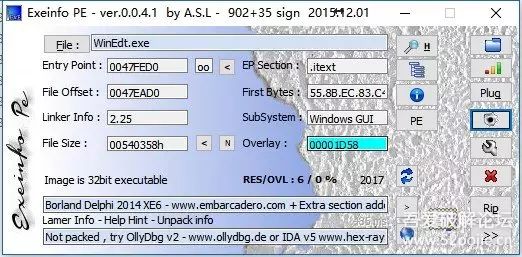 Exeinfo PE - ver.0.0.4.1 by A.S.L - 902+35 sign 2015.12.01
File : WinEdt.exe H
Entry Point : 0047FED0 oo < EP Section : .itext
File Offset : 0047EAD0 First Bytes : 55.8B.EC.83.C4 Plug
Linker Info : 2.25 SubSystem : Windows GUI PE
File Size : 00540358h < N Overlay : 00001D58
Image is 32bit executable RES/OVL : 6 / 0 % 2017
Borland Delphi 2014 XE6 - www.embarcadero.com + Extra section adde
Lamer Info - Help Hint - Unpack info > Rip
Not packed , try OllyDbg v2 - www.ollydbg.de or IDA v5 www.hex-ray
Exeinfo Pe
吾爱破解论坛
www.52pojie.cn